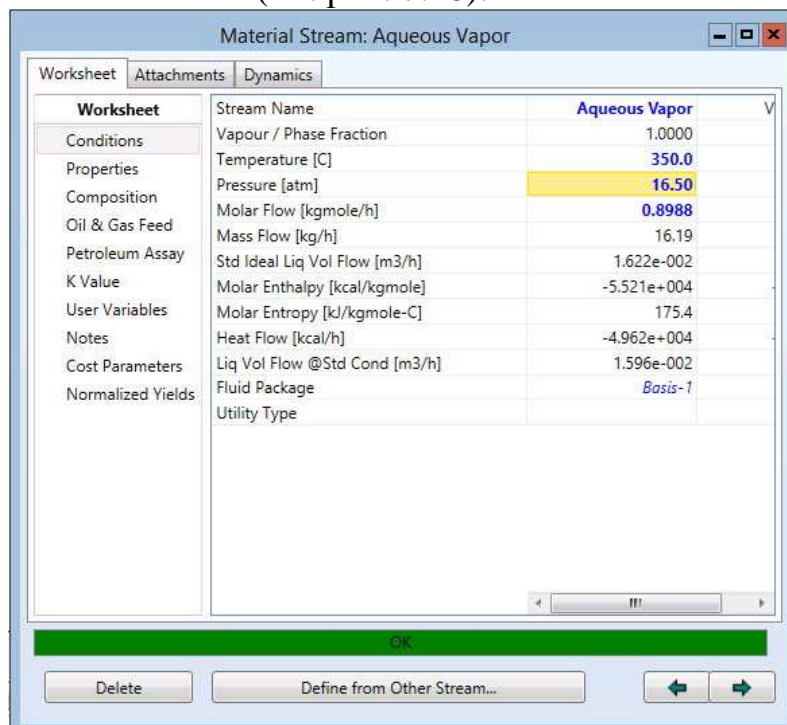 Material Stream: Aqueous Vapor
Worksheet Attachments Dynamics
Worksheet
Conditions
Properties
Composition
Oil & Gas Feed
Petroleum Assay
K Value
User Variables
Notes
Cost Parameters
Normalized Yields
Stream Name Aqueous Vapor V
Vapour / Phase Fraction 1.0000
Temperature [C] 350.0
Pressure [atm] 16.50
Molar Flow [kgmole/h] 0.8988
Mass Flow [kg/h] 16.19
Std Ideal Liq Vol Flow [m3/h] 1.622e-002
Molar Enthalpy [kcal/kgmole] -5.521e+004
Molar Entropy [kJ/kgmole-C] 175.4
Heat Flow [kcal/h] -4.962e+004
Liq Vol Flow @Std Cond [m3/h] 1.596e-002
Fluid Package Basis-1
Utility Type
OK
Delete Define from Other Stream...